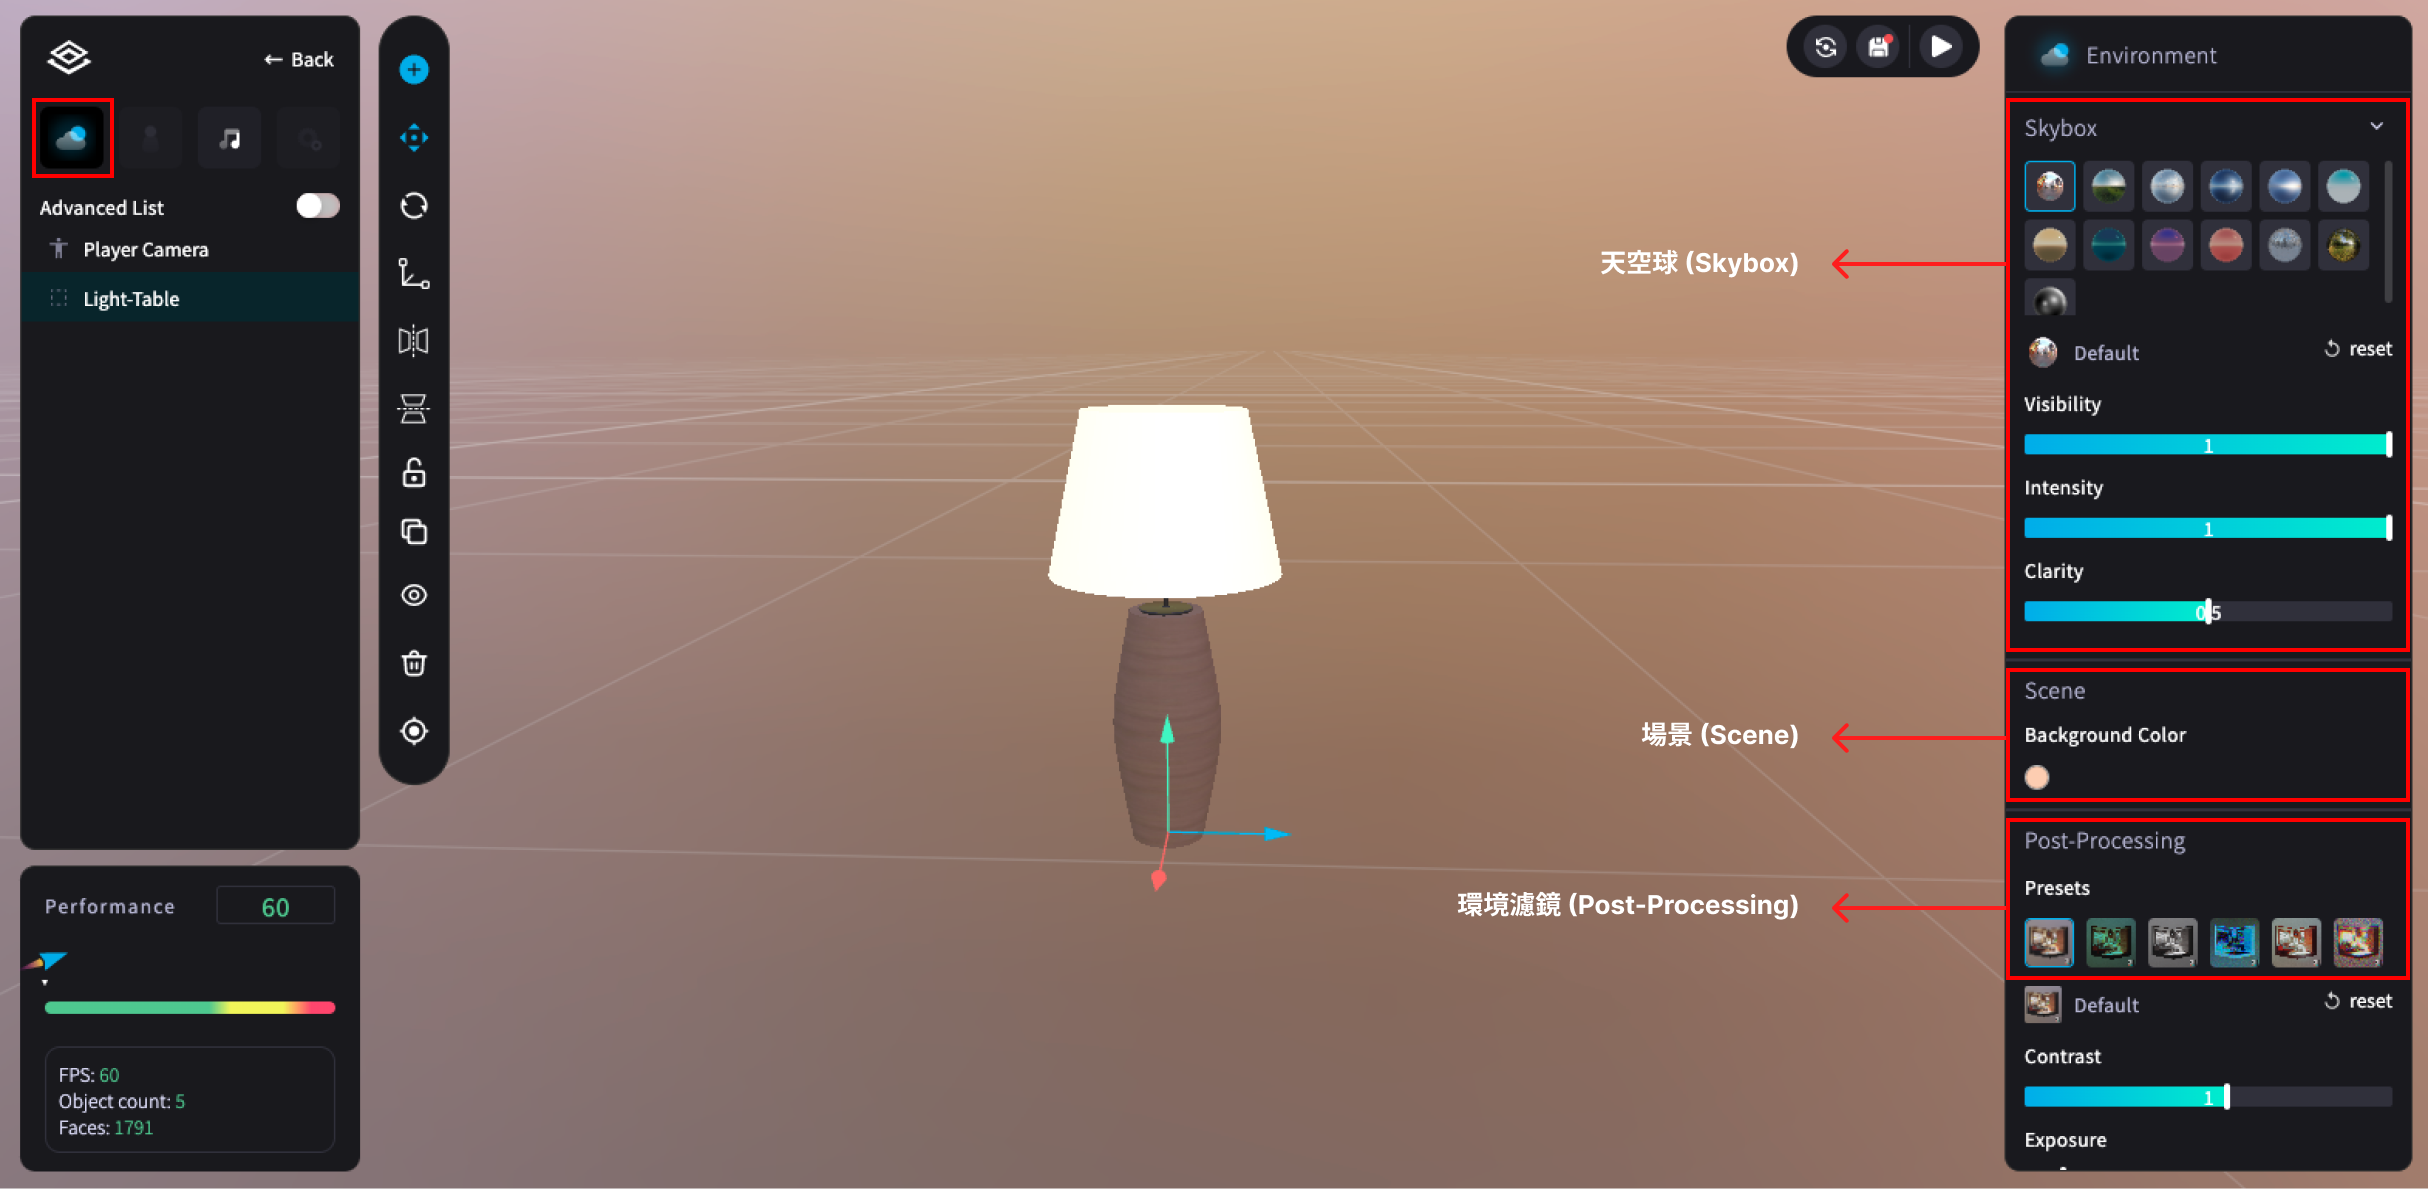 ← Back
Advanced List
Player Camera
Light-Table
Performance
60
FPS: 60
Object count: 5
Faces: 1791
天空球 (Skybox)
場景 (Scene)
環境濾鏡 (Post-Processing)
Environment
Skybox
Default
reset
Visibility
1
Intensity
1
Clarity
0.5
Scene
Background Color
Post-Processing
Presets
Default
reset
Contrast
1
Exposure